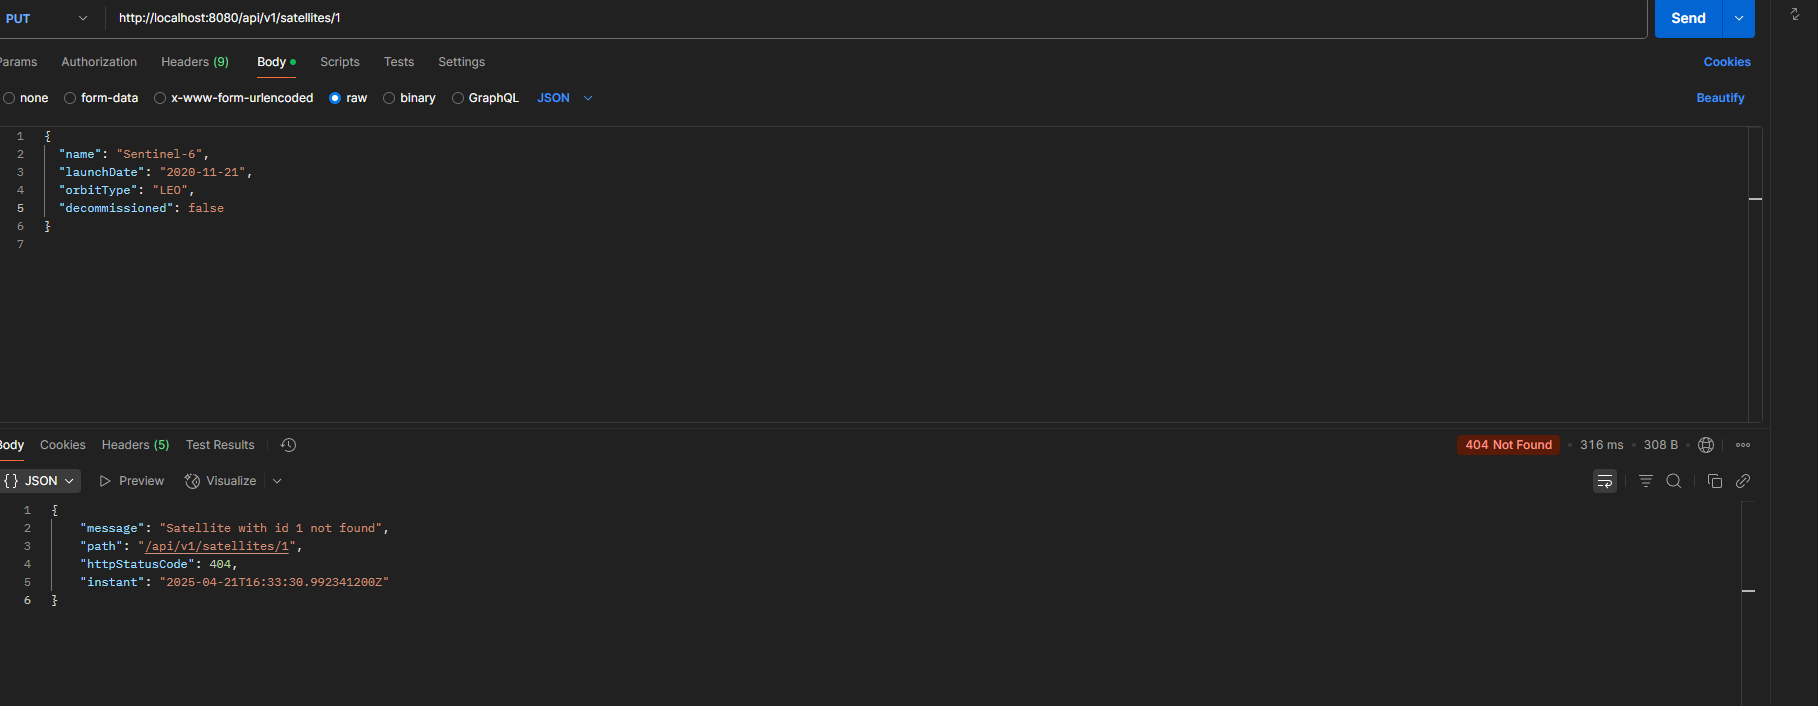 PUT http://localhost:8080/api/v1/satellites/1 Send
Params Authorization Headers (9) Body Scripts Tests Settings Cookies
none form-data x-www-form-urlencoded raw binary GraphQL JSON Beautify
1 {
2 "name": "Sentinel-6",
3 "launchDate": "2020-11-21",
4 "orbitType": "LEO",
5 "decommissioned": false
6 }
7
Body Cookies Headers (5) Test Results 404 Not Found 316 ms 308 B
{} JSON Preview Visualize
1 {
2 "message": "Satellite with id 1 not found",
3 "path": "/api/v1/satellites/1",
4 "httpStatusCode": 404,
5 "instant": "2025-04-21T16:33:30.992341200Z"
6 }